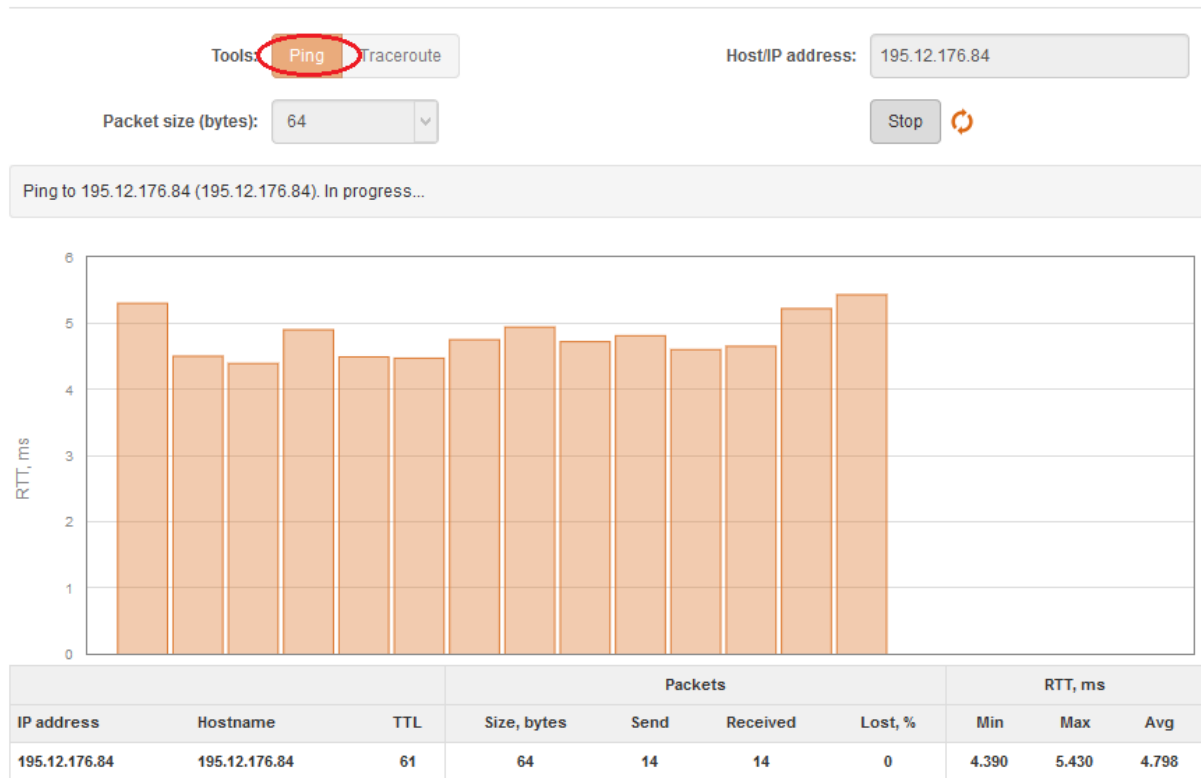 Tools: Ping Traceroute Host/IP address: 195.12.176.84
Packet size (bytes): 64 Stop
Ping to 195.12.176.84 (195.12.176.84). In progress...
6
5
4
3
2
1
0
RTT, ms
Packets RTT, ms
IP address Hostname TTL Size, bytes Send Received Lost, % Min Max Avg
195.12.176.84 195.12.176.84 61 64 14 14 0 4.390 5.430 4.798